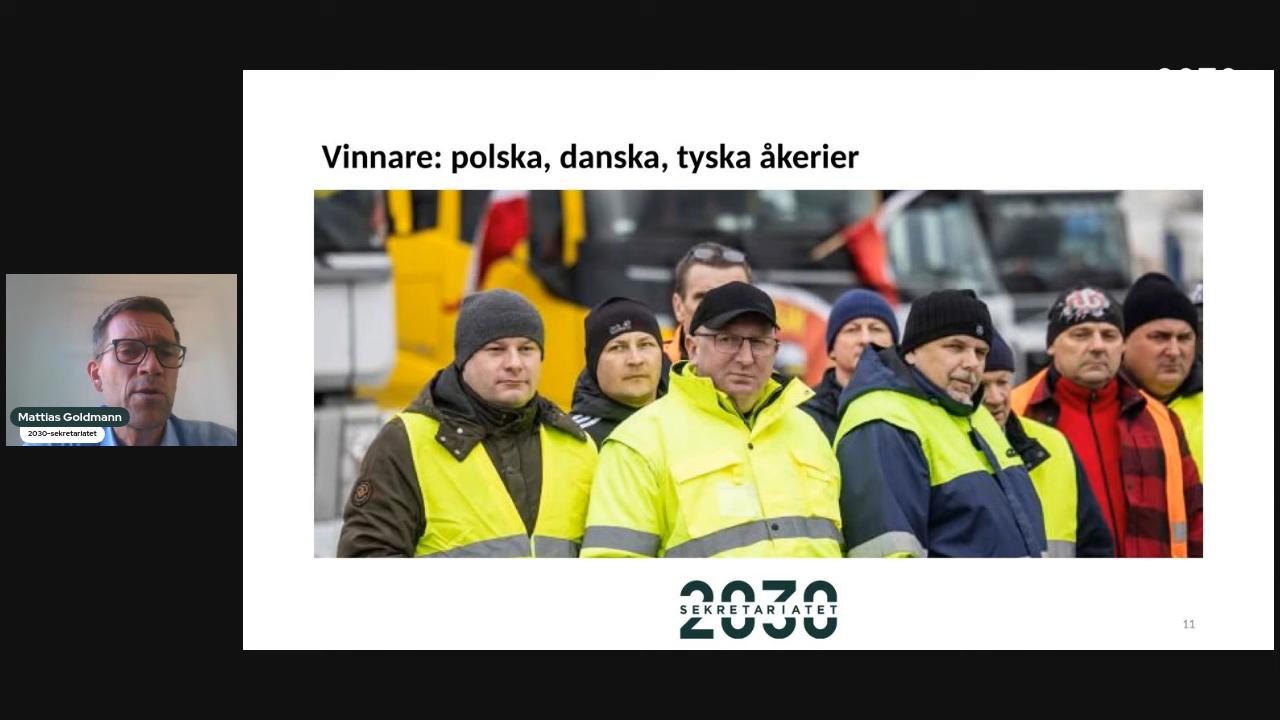 Vinnare: polska, danska, tyska åkerier
Mattias Goldmann
2030-sekretariatet
2030
SEKRETARIATET
11